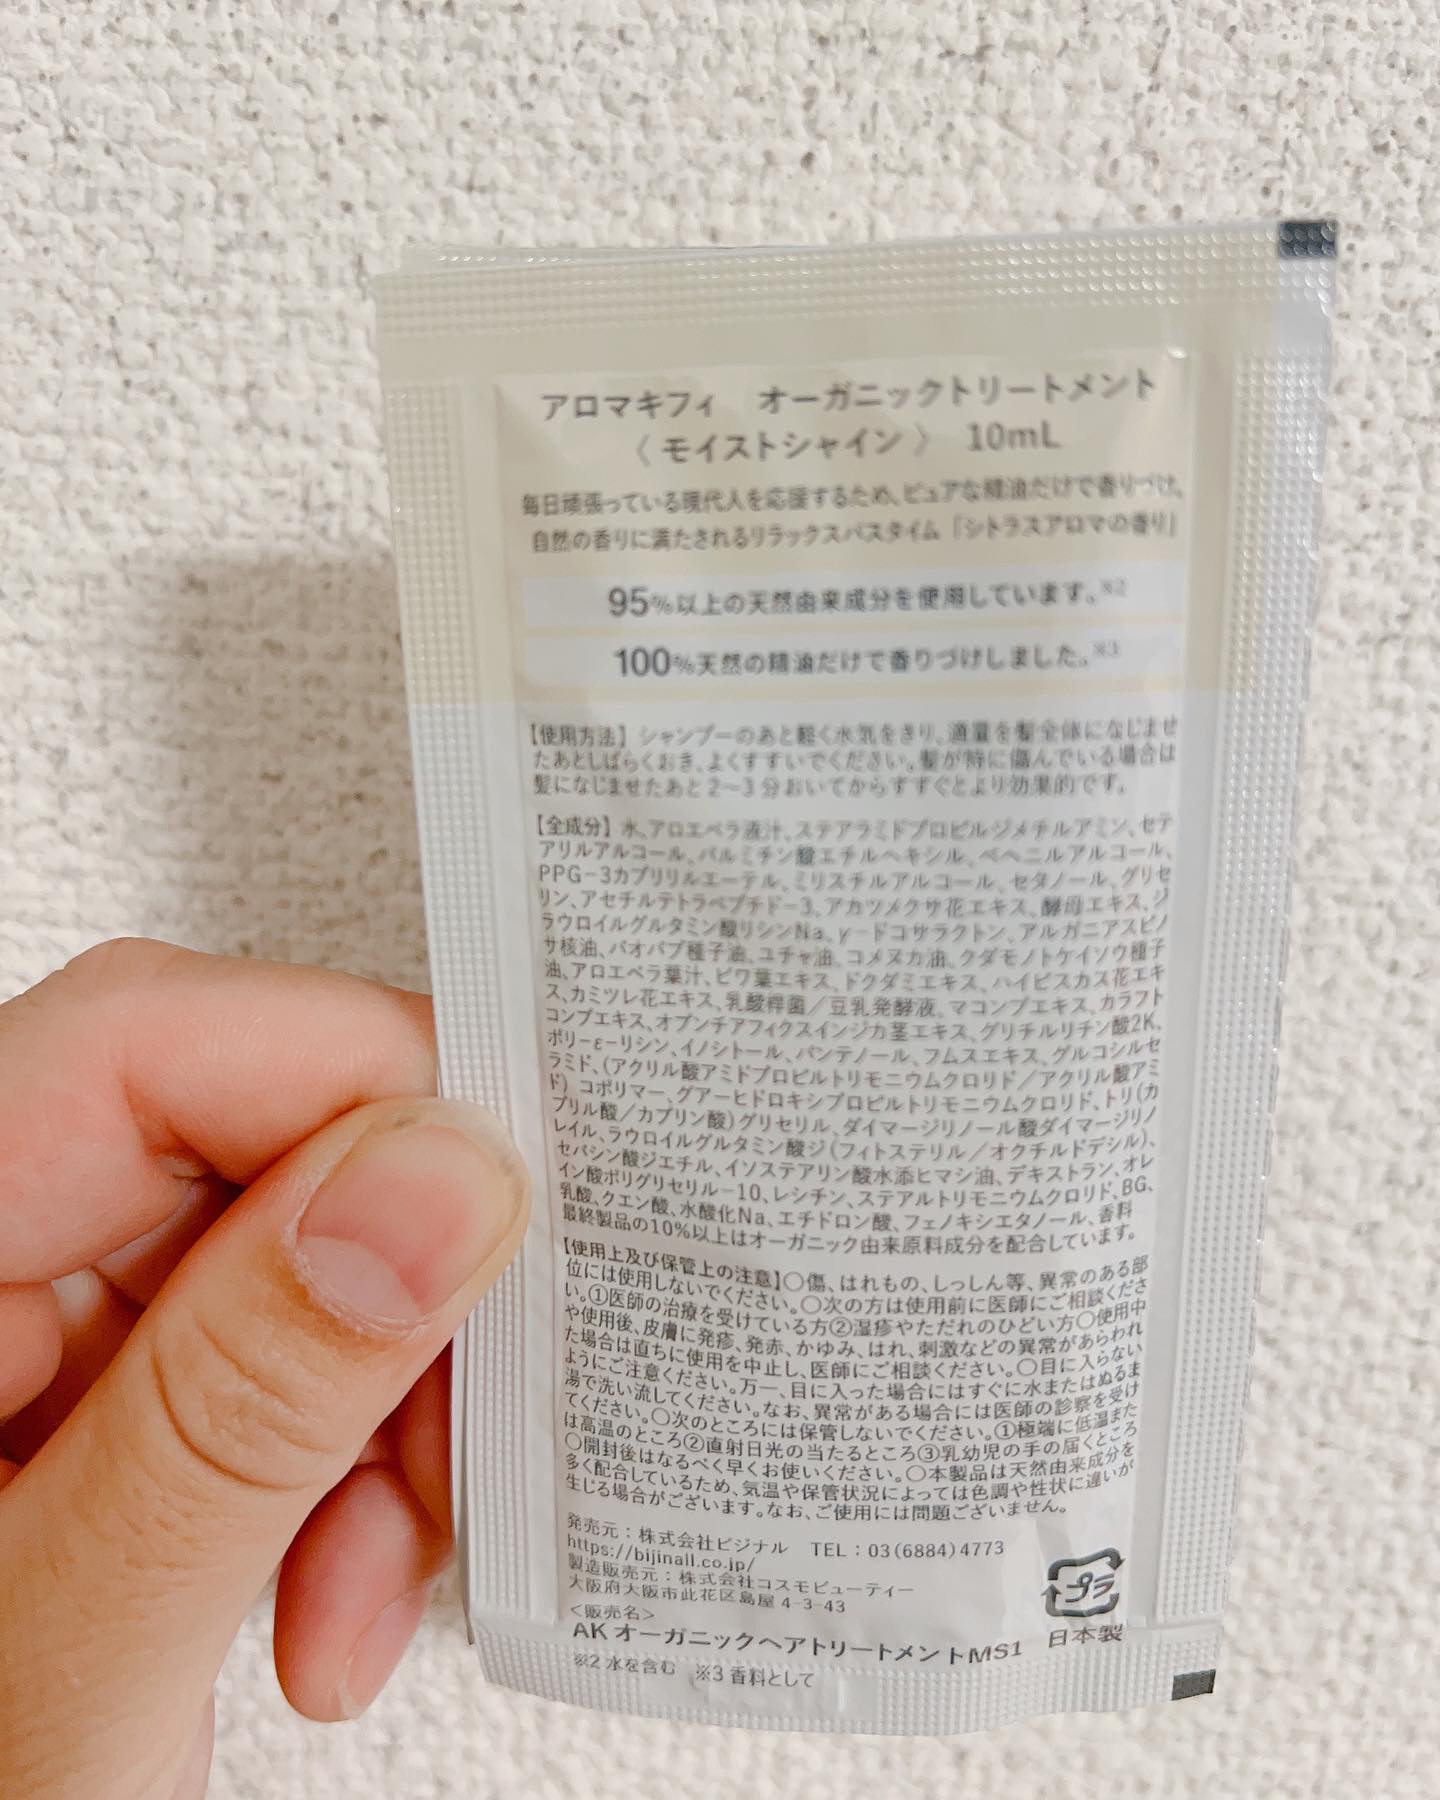 アロマキフィ　オーガニックトリートメント
〈 モイストシャイン 〉　10mL
毎日頑張っている現代人を応援するため、ピュアな精油だけで香りづけ。
自然の香りに満たされるリラックスバスタイム「シトラスアロマの香り」
95%以上の天然由来成分を使用しています。※2
100%天然の精油だけで香りづけしました。※3
【使用方法】シャンプーのあと軽く水気をきり、適量を髪全体になじませ
たあとしばらくおき、よくすすいでください。髪が特に傷んでいる場合は
髪になじませたあと2〜3分おいてからすすぐとより効果的です。
【全成分】水、アロエベラ液汁、ステアラミドプロピルジメチルアミン、セテ
アリルアルコール、パルミチン酸エチルヘキシル、ベヘニルアルコール、
PPG-3カプリリルエーテル、ミリスチルアルコール、セタノール、グリセ
リン、アセチルテトラペプチド-3、アカツメクサ花エキス、酵母エキス、ジ
ラウロイルグルタミン酸リシンNa、γ-ドコサラクトン、アルガニアスピノ
サ核油、バオバブ種子油、ユチャ油、コメヌカ油、クダモノトケイソウ種子
油、アロエベラ葉汁、ビワ葉エキス、ドクダミエキス、ハイビスカス花エキ
ス、カミツレ花エキス、乳酸桿菌/豆乳発酵液、マコンブエキス、カラフト
コンブエキス、オプンチアフィクスインジカ茎エキス、グリチルリチン酸2K、
ポリ-ε-リシン、イノシトール、パンテノール、フムスエキス、グルコシルセ
ラミド、(アクリル酸アミドプロピルトリモニウムクロリド/アクリル酸アミ
ド) コポリマー、グアーヒドロキシプロピルトリモニウムクロリド、トリ(カ
プリル酸/カプリン酸)グリセリル、ダイマージリノール酸ダイマージリノ
レイル、ラウロイルグルタミン酸ジ(フィトステリル/オクチルドデシル)、
セバシン酸ジエチル、イソステアリン酸水添ヒマシ油、デキストラン、オレ
イン酸ポリグリセリル-10、レシチン、ステアルトリモニウムクロリド、BG、
乳酸、クエン酸、水酸化Na、エチドロン酸、フェノキシエタノール、香料
最終製品の10%以上はオーガニック由来原料成分を配合しています。
【使用上及び保管上の注意】〇傷、はれもの、しっしん等、異常のある部
位には使用しないでください。〇次の方は使用前に医師にご相談くださ
い。①医師の治療を受けている方②湿疹やただれのひどい方〇使用中
や使用後、皮膚に発疹、発赤、かゆみ、はれ、刺激などの異常があらわれ
た場合は直ちに使用を中止し、医師にご相談ください。〇目に入らない
ようにご注意ください。万一、目に入った場合にはすぐに水またはぬるま
湯で洗い流してください。なお、異常がある場合には医師の診察を受け
てください。〇次のところには保管しないでください。①極端に低温また
は高温のところ②直射日光の当たるところ③乳幼児の手の届くところ
〇開封後はなるべく早くお使いください。〇本製品は天然由来成分を
多く配合しているため、気温や保管状況によっては色調や性状に違いが
生じる場合がございます。なお、ご使用には問題ございません。
発売元：株式会社ビジナル　TEL：03(6884)4773
https://bijinall.co.jp/
製造販売元：株式会社コスモビューティー
大阪府大阪市此花区島屋 4-3-43
プラ
<販売名>
AK オーガニックヘアトリートメントMS1
日本製
※2 水を含む　※3 香料として